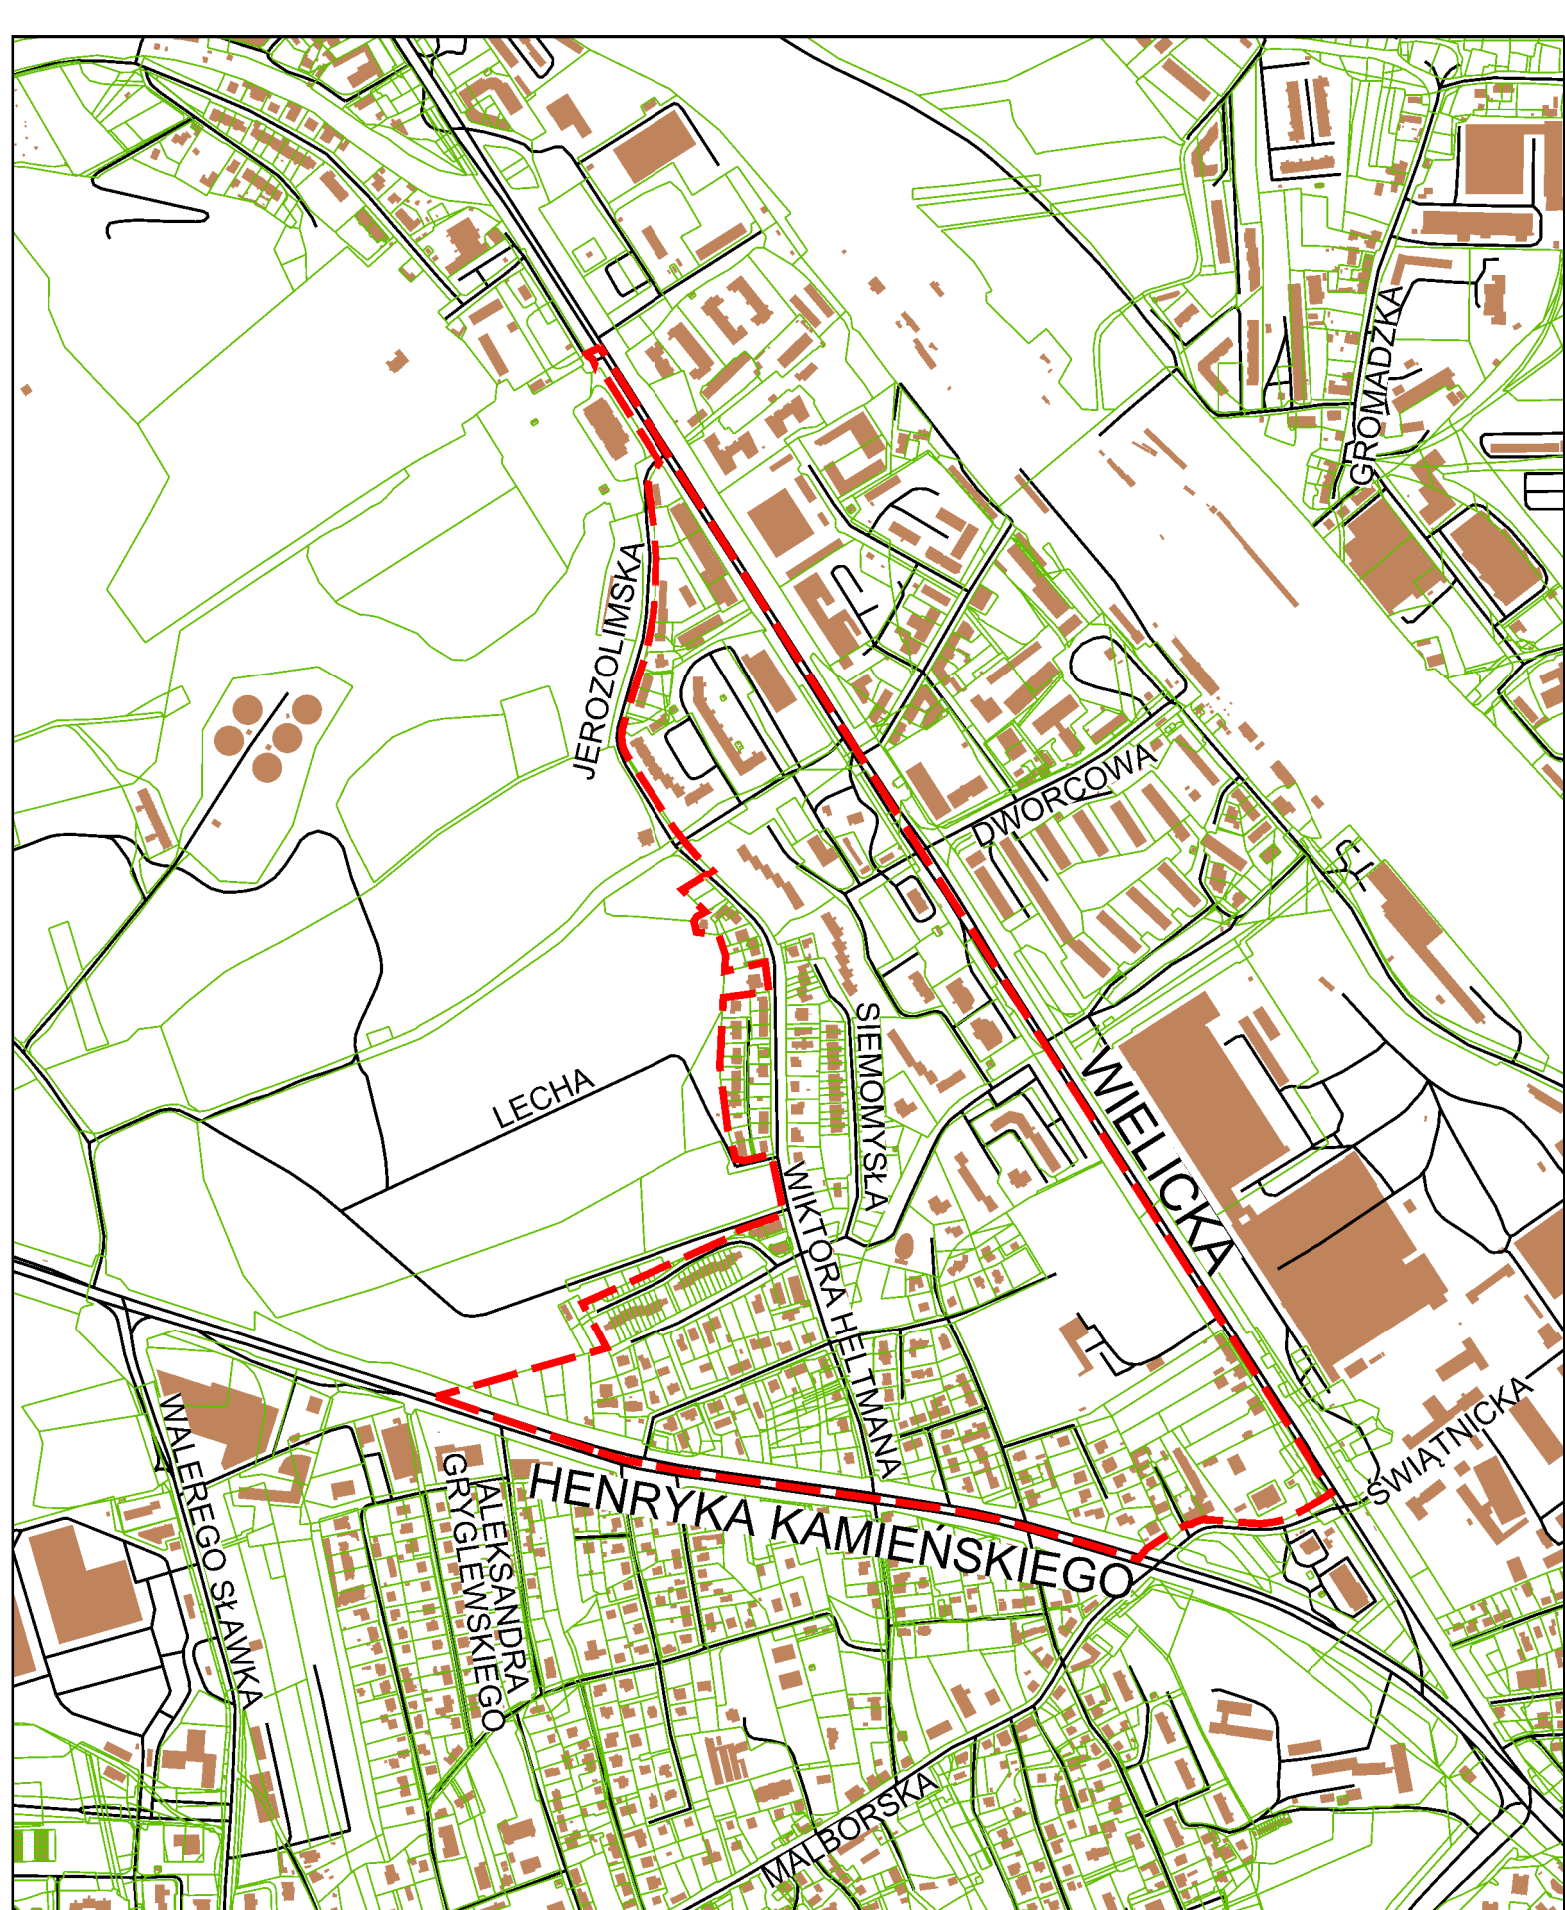 GROMADZKA
JEROZOLIMSKA
DWORCOWA
SIEMOMYSŁA
LECHA
WIELICKA
WIKTORA HELTMANA
WALEREGO SŁAWKA
ALEKSANDRA
GRYGLEWSKIEGO
HENRYKA KAMIEŃSKIEGO
ŚWIĄTNICKA
MALBORSKA